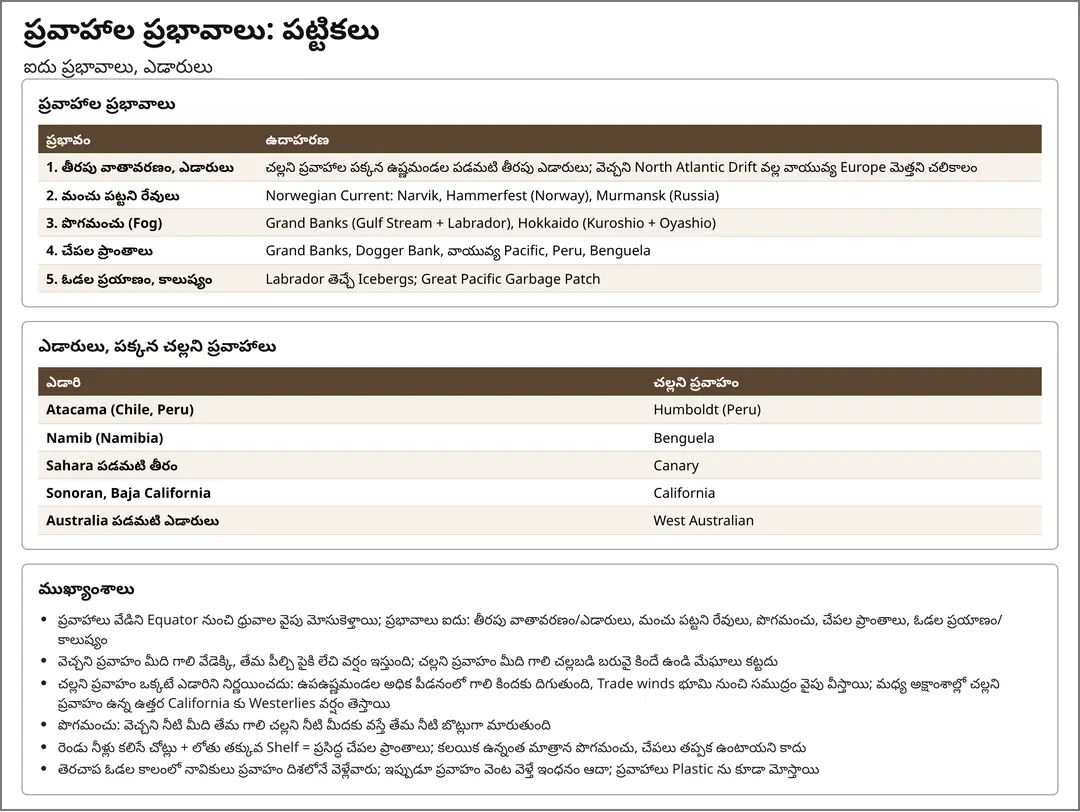 ప్రవాహాల ప్రభావాలు: పట్టికలు
ఐదు ప్రభావాలు, ఎడారులు
ప్రవాహాల ప్రభావాలు
ప్రభావం ఉదాహరణ
1. తీరపు వాతావరణం, ఎడారులు చల్లని ప్రవాహాల పక్కన ఉష్ణమండల పడమటి తీరపు ఎడారులు; వెచ్చని North Atlantic Drift వల్ల వాయువ్య Europe మెత్తని చలికాలం
2. మంచు పట్టని రేవులు Norwegian Current: Narvik, Hammerfest (Norway), Murmansk (Russia)
3. పొగమంచు (Fog) Grand Banks (Gulf Stream + Labrador), Hokkaido (Kuroshio + Oyashio)
4. చేపల ప్రాంతాలు Grand Banks, Dogger Bank, వాయువ్య Pacific, Peru, Benguela
5. ఓడల ప్రయాణం, కాలుష్యం Labrador తెచ్చే Icebergs; Great Pacific Garbage Patch
ఎడారులు, పక్కన చల్లని ప్రవాహాలు
ఎడారి చల్లని ప్రవాహం
Atacama (Chile, Peru) Humboldt (Peru)
Namib (Namibia) Benguela
Sahara పడమటి తీరం Canary
Sonoran, Baja California California
Australia పడమటి ఎడారులు West Australian
ముఖ్యాంశాలు
• ప్రవాహాలు వేడిని Equator నుంచి ధ్రువాల వైపు మోసుకెళ్తాయి; ప్రభావాలు ఐదు: తీరపు వాతావరణం/ఎడారులు, మంచు పట్టని రేవులు, పొగమంచు, చేపల ప్రాంతాలు, ఓడల ప్రయాణం/
కాలుష్యం
• వెచ్చని ప్రవాహం మీది గాలి వేడెక్కి, తేమ పీల్చి పైకి లేచి వర్షం ఇస్తుంది; చల్లని ప్రవాహం మీది గాలి చల్లబడి బరువై కిందే ఉండి మేఘాలు కట్టదు
• చల్లని ప్రవాహం ఒక్కటే ఎడారిని నిర్ణయించదు: ఉపఉష్ణమండల అధిక పీడనంలో గాలి కిందకు దిగుతుంది, Trade winds భూమి నుంచి సముద్రం వైపు వీస్తాయి; మధ్య అక్షాంశాల్లో చల్లని
ప్రవాహం ఉన్న ఉత్తర California కు Westerlies వర్షం తెస్తాయి
• పొగమంచు: వెచ్చని నీటి మీది తేమ గాలి చల్లని నీటి మీదకు వస్తే తేమ నీటి బొట్లుగా మారుతుంది
• రెండు నీళ్లు కలిసే చోట్లు + లోతు తక్కువ Shelf = ప్రసిద్ధ చేపల ప్రాంతాలు; కలయిక ఉన్నంత మాత్రాన పొగమంచు, చేపలు తప్పక ఉంటాయని కాదు
• తెరచాప ఓడల కాలంలో నావికులు ప్రవాహం దిశలోనే వెళ్లేవారు; ఇప్పుడూ ప్రవాహం వెంట వెళ్తే ఇంధనం ఆదా; ప్రవాహాలు Plastic ను కూడా మోస్తాయి